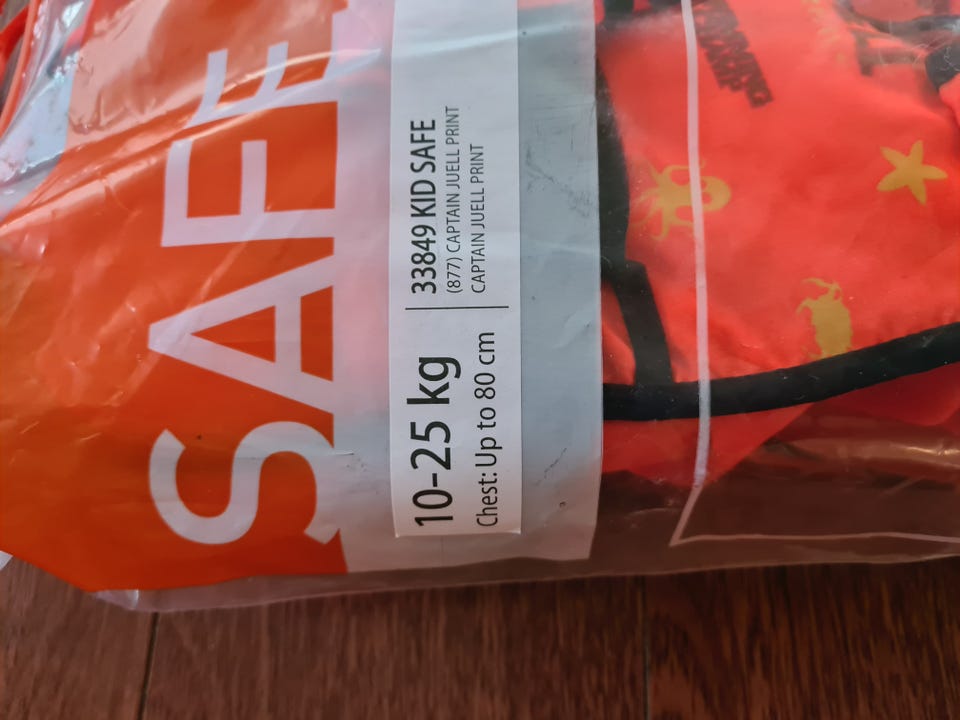 SAFE
10-25 kg
Chest: Up to 80 cm
33849 KID SAFE
(877) CAPTAIN JUELL PRINT
CAPTAIN JUELL PRINT